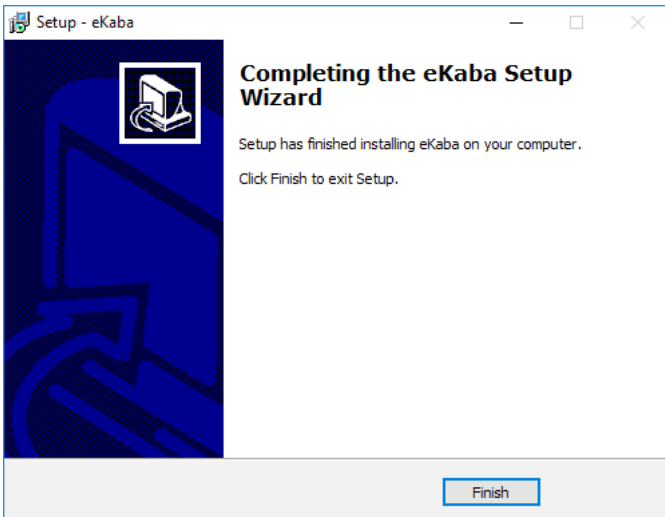 Setup - eKaba
Completing the eKaba Setup
Wizard
Setup has finished installing eKaba on your computer.
Click Finish to exit Setup.
Finish